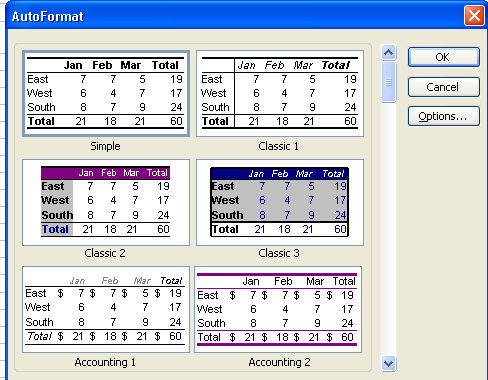 AutoFormat
Jan Feb Mar Total
East 7 7 5 19
West 6 4 7 17
South 8 7 9 24
Total 21 18 21 60
Simple
Jan Feb Mar Total
East 7 7 5 19
West 6 4 7 17
South 8 7 9 24
Total 21 18 21 60
Classic 1
OK
Cancel
Options...
Jan Feb Mar Total
East 7 7 5 19
West 6 4 7 17
South 8 7 9 24
Total 21 18 21 60
Classic 2
Jan Feb Mar Total
East 7 7 5 19
West 6 4 7 17
South 8 7 9 24
Total 21 18 21 60
Classic 3
Jan Feb Mar Total
East $ 7 $ 7 $ 5 $ 19
West 6 4 7 17
South 8 7 9 24
Total $ 21 $ 18 $ 21 $ 60
Accounting 1
Jan Feb Mar Total
East $ 7 $ 7 $ 5 $ 19
West 6 4 7 17
South 8 7 9 24
Total $ 21 $ 18 $ 21 $ 60
Accounting 2